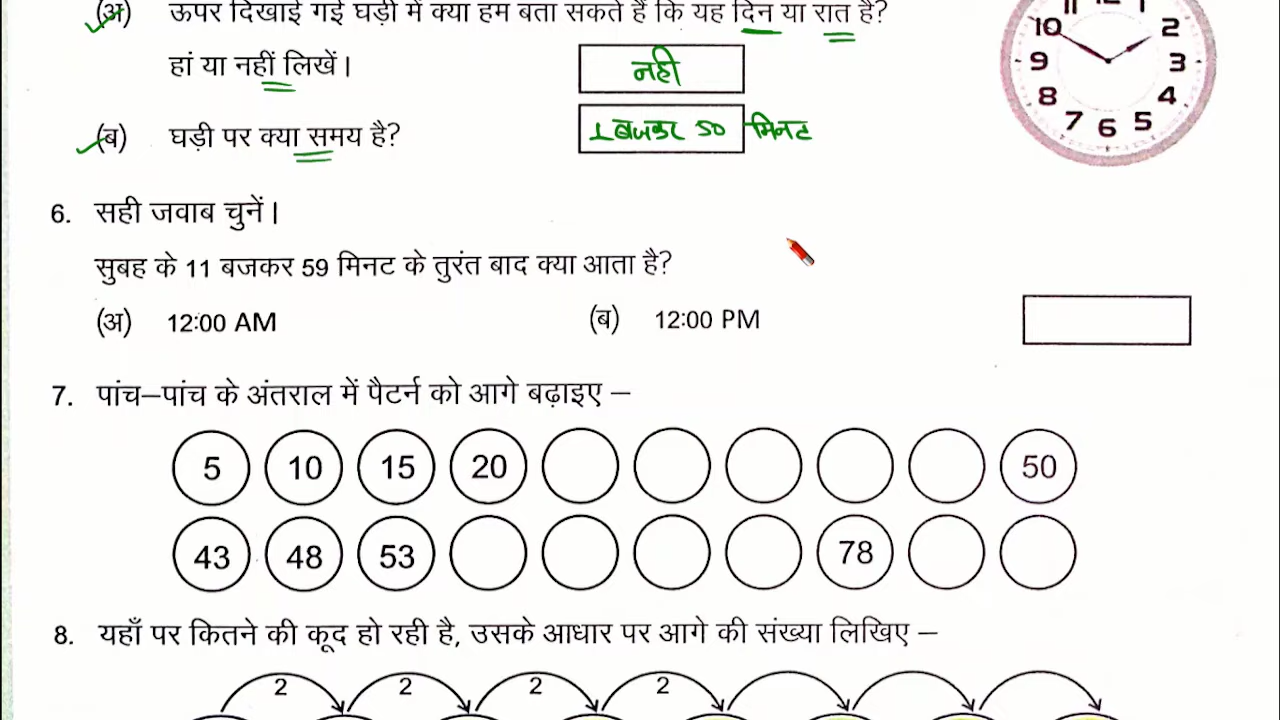 (अ) ऊपर दिखाई गई घड़ी में क्या हम बता सकते हैं कि यह दिन या रात है?
हां या नहीं लिखें।
नही
(ब) घड़ी पर क्या समय है?
1 बजकर 50 मिनट
11 12 1
10 2
9 3
8 4
7 6 5
6. सही जवाब चुनें।
सुबह के 11 बजकर 59 मिनट के तुरंत बाद क्या आता है?
(अ) 12:00 AM (ब) 12:00 PM
7. पांच–पांच के अंतराल में पैटर्न को आगे बढ़ाइए –
5 10 15 20 50
43 48 53 78
8. यहाँ पर कितने की कूद हो रही है, उसके आधार पर आगे की संख्या लिखिए –
2 2 2 2